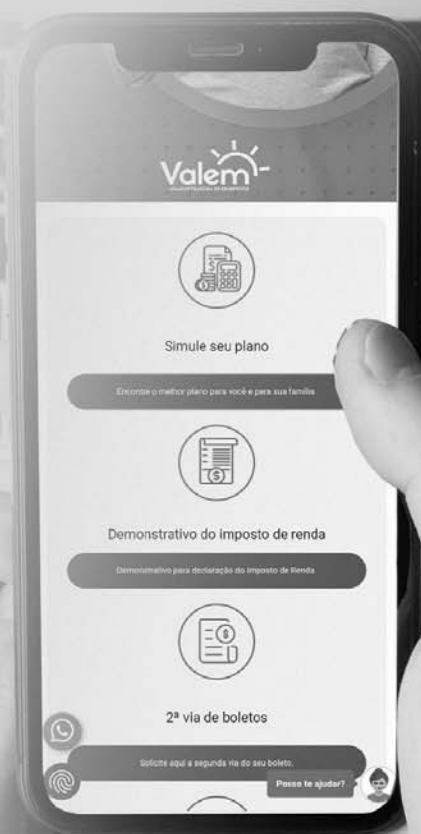 Valem
Simule seu plano
Encontre o melhor plano para você e para sua família
Demonstrativo do imposto de renda
Demonstrativo para declaração do Imposto de Renda.
2ª via de boletos
Solicite aqui a segunda via do seu boleto.
Posso te ajudar?